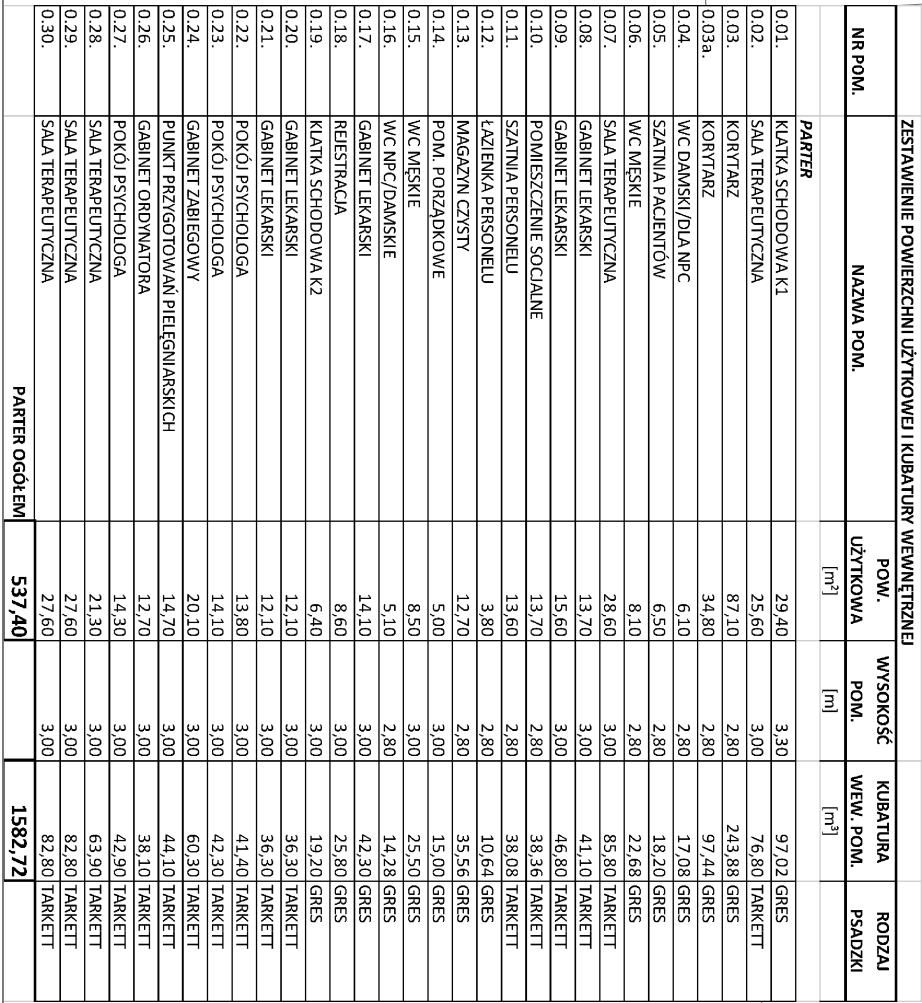 ZESTAWIENIE POWIERZCHNI UŻYTKOWEJ I KUBATURY WEWNĘTRZNEJ
NR POM. NAZWA POM. POW. UŻYTKOWA WYSOKOŚĆ POM. KUBATURA WEW. POM. RODZAJ PSADZKI
[m²] [m] [m³]
PARTER
0.01. KLATKA SCHODOWA K1 29,40 3,30 97,02 GRES
0.02. SALA TERAPEUTYCZNA 25,60 3,00 76,80 TARKETT
0.03. KORYTARZ 87,10 2,80 243,88 GRES
0.03a. KORYTARZ 34,80 2,80 97,44 GRES
0.04. WC DAMSKI/DLA NPC 6,10 2,80 17,08 GRES
0.05. SZATNIA PACJENTÓW 6,50 2,80 18,20 GRES
0.06. WC MĘSKIE 8,10 2,80 22,68 GRES
0.07. SALA TERAPEUTYCZNA 28,60 3,00 85,80 TARKETT
0.08. GABINET LEKARSKI 13,70 3,00 41,10 TARKETT
0.09. GABINET LEKARSKI 15,60 3,00 46,80 TARKETT
0.10. POMIESZCZENIE SOCJALNE 13,70 2,80 38,36 TARKETT
0.11. SZATNIA PERSONELU 13,60 2,80 38,08 TARKETT
0.12. ŁAZIENKA PERSONELU 3,80 2,80 10,64 GRES
0.13. MAGAZYN CZYSTY 12,70 2,80 35,56 GRES
0.14. POM. PORZĄDKOWE 5,00 3,00 15,00 GRES
0.15. WC MĘSKIE 8,50 3,00 25,50 GRES
0.16. WC NPC/DAMSKIE 5,10 2,80 14,28 GRES
0.17. GABINET LEKARSKI 14,10 3,00 42,30 TARKETT
0.18. REJESTRACJA 8,60 3,00 25,80 GRES
0.19. KLATKA SCHODOWA K2 6,40 3,00 19,20 GRES
0.20. GABINET LEKARSKI 12,10 3,00 36,30 TARKETT
0.21. GABINET LEKARSKI 12,10 3,00 36,30 TARKETT
0.22. POKÓJ PSYCHOLOGA 13,80 3,00 41,40 TARKETT
0.23. POKÓJ PSYCHOLOGA 14,10 3,00 42,30 TARKETT
0.24. GABINET ZABIEGOWY 20,10 3,00 60,30 TARKETT
0.25. PUNKT PRZYGOTOWAŃ PIELĘGNIARSKICH 14,70 3,00 44,10 TARKETT
0.26. GABINET ORDYNATORA 12,70 3,00 38,10 TARKETT
0.27. POKÓJ PSYCHOLOGA 14,30 3,00 42,90 TARKETT
0.28. SALA TERAPEUTYCZNA 21,30 3,00 63,90 TARKETT
0.29. SALA TERAPEUTYCZNA 27,60 3,00 82,80 TARKETT
0.30. SALA TERAPEUTYCZNA 27,60 3,00 82,80 TARKETT
PARTER OGÓŁEM 537,40 1582,72